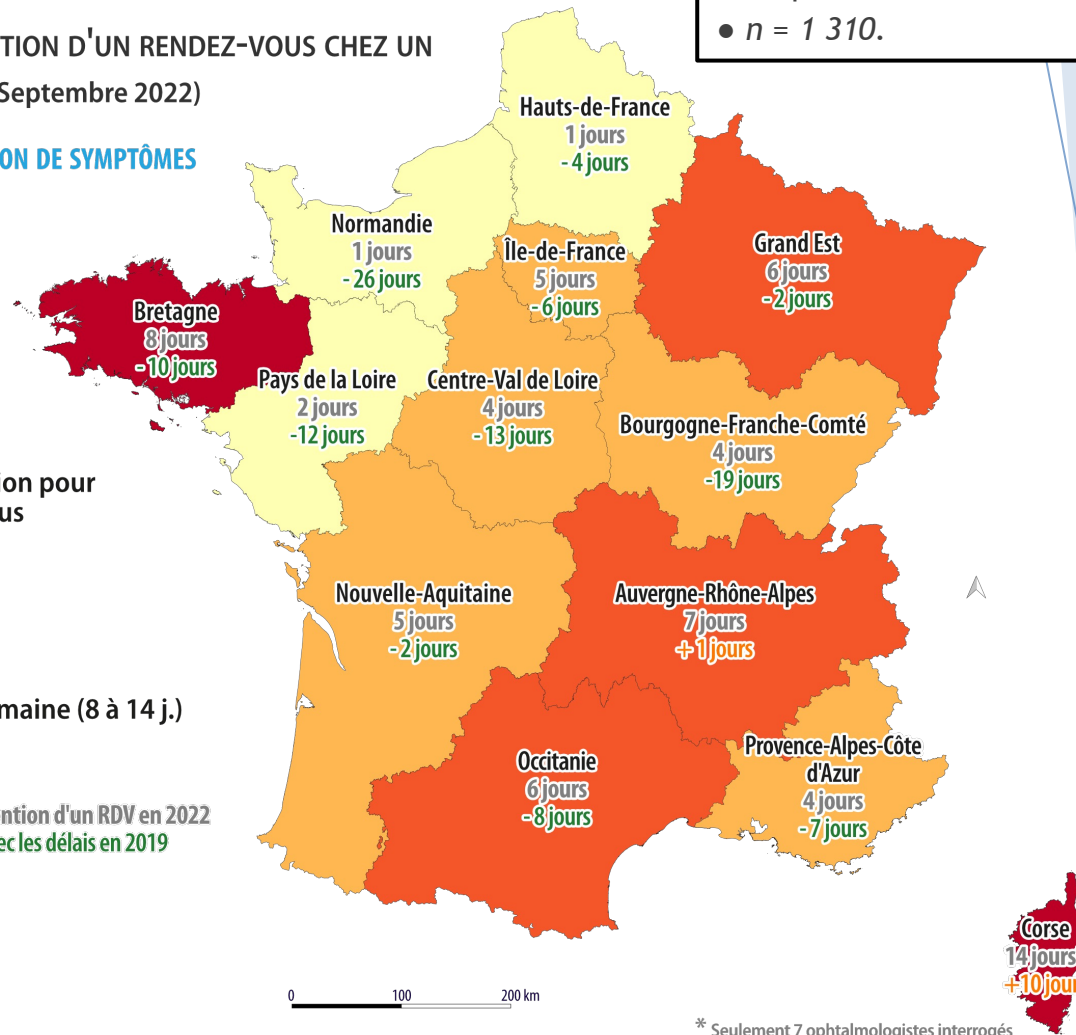 ● n = 1 310.
TION D'UN RENDEZ-VOUS CHEZ UN
Septembre 2022)
ON DE SYMPTÔMES
Hauts-de-France
1 jours
- 4 jours
Normandie
1 jours
- 26 jours
Île-de-France
5 jours
- 6 jours
Grand Est
6 jours
- 2 jours
Bretagne
8 jours
- 10 jours
Pays de la Loire
2 jours
-12 jours
Centre-Val de Loire
4 jours
- 13 jours
Bourgogne-Franche-Comté
4 jours
-19 jours
ion pour
us
Nouvelle-Aquitaine
5 jours
- 2 jours
Auvergne-Rhône-Alpes
7 jours
+ 1 jours
maine (8 à 14 j.)
Occitanie
6 jours
- 8 jours
Provence-Alpes-Côte
d'Azur
4 jours
- 7 jours
ention d'un RDV en 2022
ec les délais en 2019
Corse
14 jours
+10 jour
0 100 200 km
* Seulement 7 ophtalmologistes interrogés